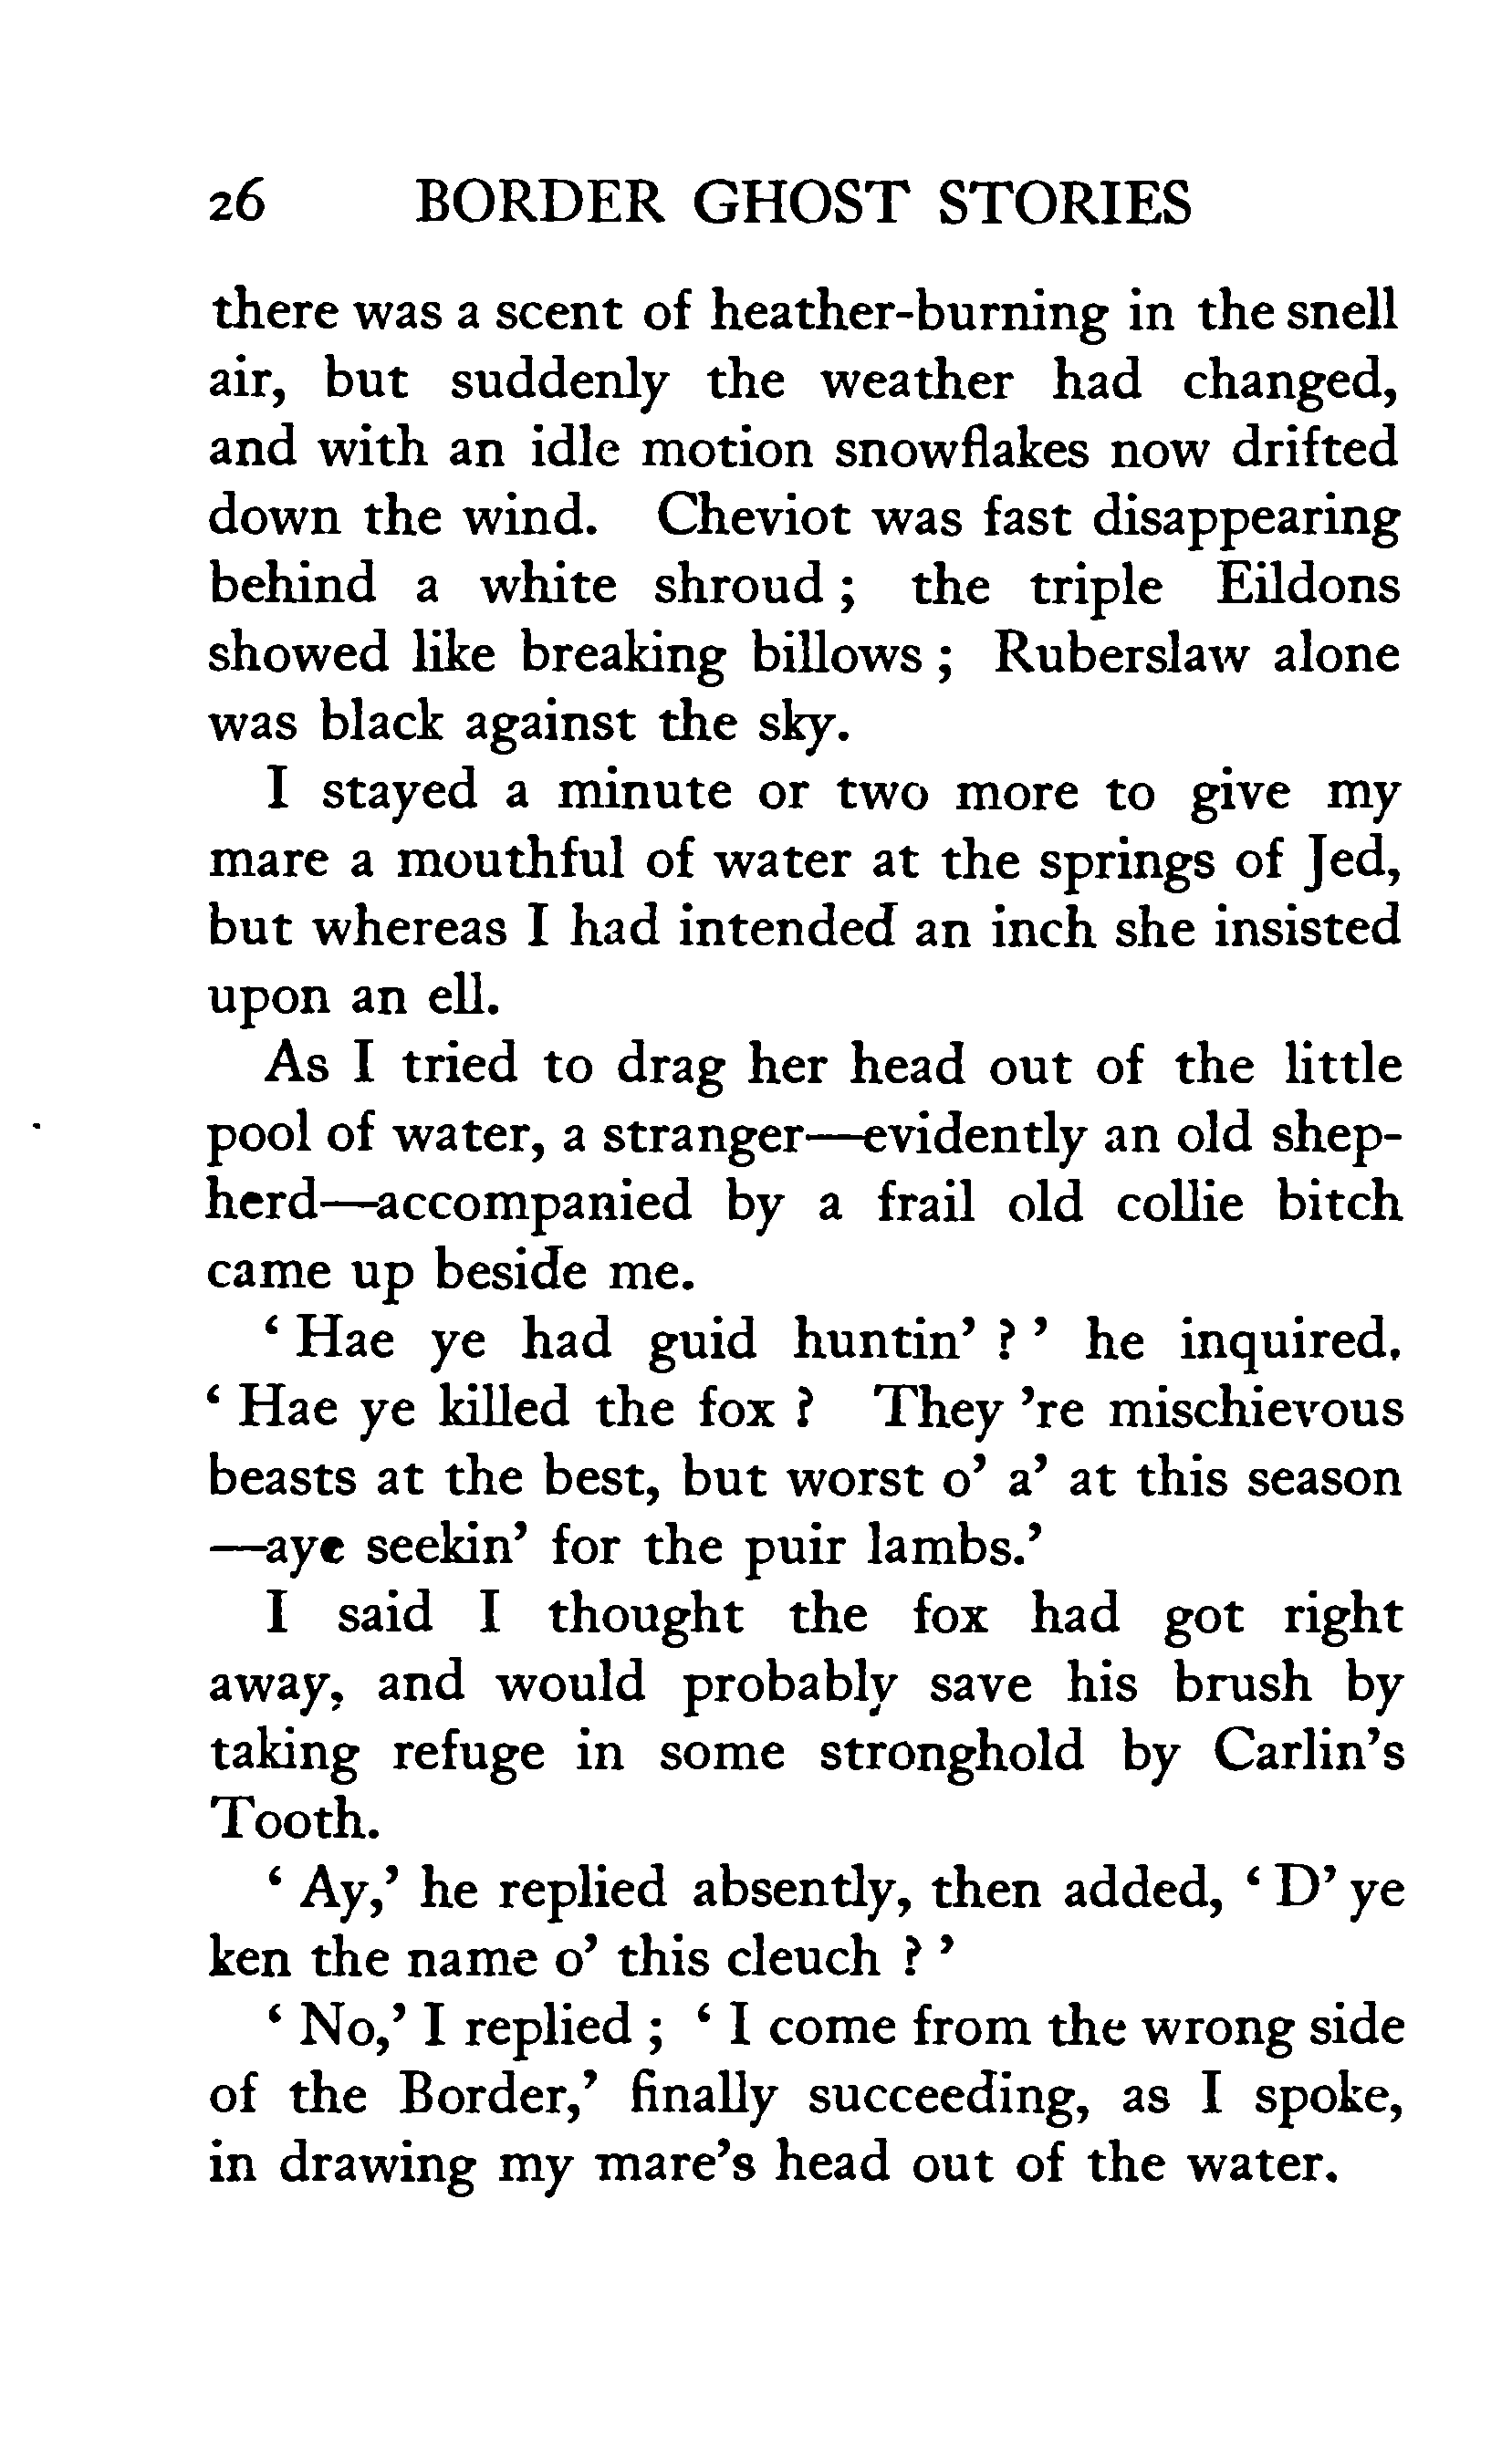 26 BORDER GHOST STORIES
there was a scent of heather-burning in the snell
air, but suddenly the weather had changed,
and with an idle motion snowflakes now drifted
down the wind. Cheviot was fast disappearing
behind a white shroud ; the triple Eildons
showed like breaking billows ; Ruberslaw alone
was black against the sky.
I stayed a minute or two more to give my
mare a mouthful of water at the springs of Jed,
but whereas I had intended an inch she insisted
upon an ell.
As I tried to drag her head out of the little
pool of water, a stranger—evidently an old shep-
herd—accompanied by a frail old collie bitch
came up beside me.
‘ Hae ye had guid huntin’ ? ’ he inquired.
‘ Hae ye killed the fox ? They ’re mischievous
beasts at the best, but worst o’ a’ at this season
—aye seekin’ for the puir lambs.’
I said I thought the fox had got right
away, and would probably save his brush by
taking refuge in some stronghold by Carlin’s
Tooth.
‘ Ay,’ he replied absently, then added, ‘ D’ ye
ken the name o’ this cleuch ? ’
‘ No,’ I replied ; ‘ I come from the wrong side
of the Border,’ finally succeeding, as I spoke,
in drawing my mare’s head out of the water.